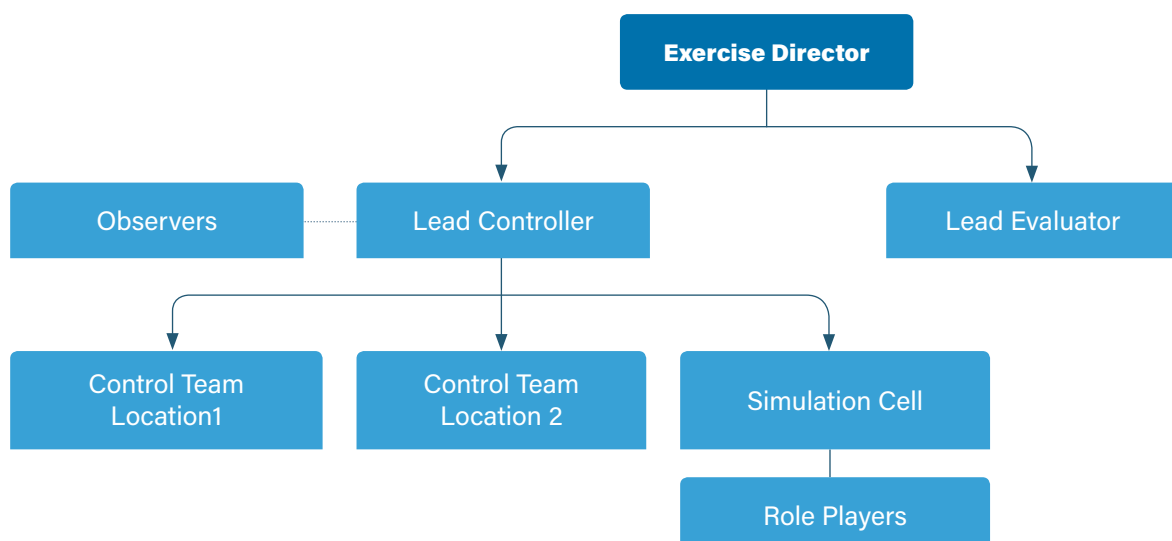 Exercise Director
Observers
Lead Controller
Lead Evaluator
Control Team
Location1
Control Team
Location 2
Simulation Cell
Role Players